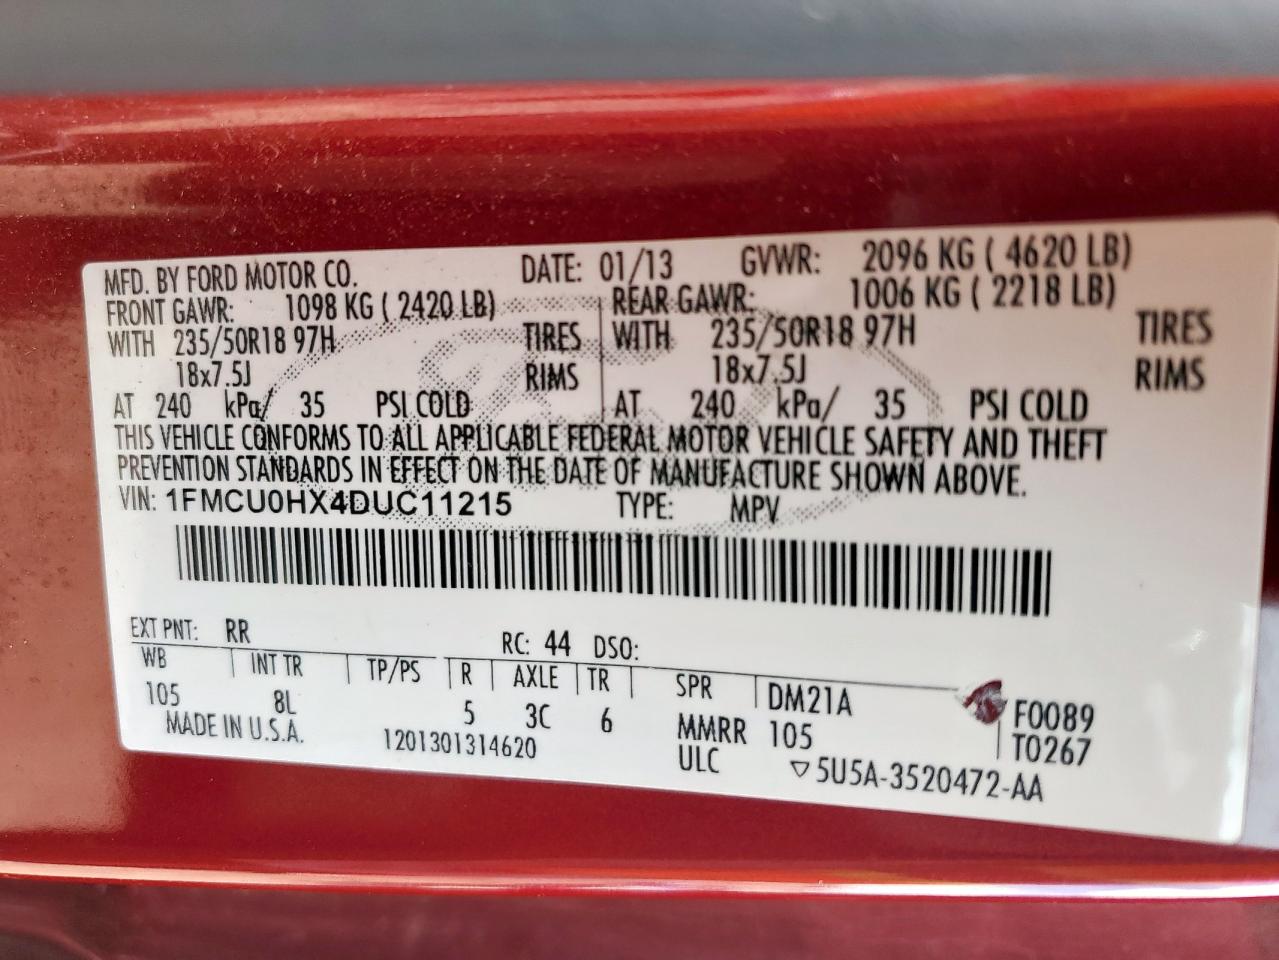 MFD. BY FORD MOTOR CO. DATE: 01/13 GVWR: 2096 KG ( 4620 LB)
FRONT GAWR: 1098 KG ( 2420 LB) REAR GAWR: 1006 KG ( 2218 LB)
WITH 235/50R18 97H TIRES WITH 235/50R18 97H TIRES
18x7.5J RIMS 18x7.5J RIMS
AT 240 kPa/ 35 PSI COLD AT 240 kPa/ 35 PSI COLD
THIS VEHICLE CONFORMS TO ALL APPLICABLE FEDERAL MOTOR VEHICLE SAFETY AND THEFT
PREVENTION STANDARDS IN EFFECT ON THE DATE OF MANUFACTURE SHOWN ABOVE.
VIN: 1FMCU0HX4DUC11215 TYPE: MPV
EXT PNT: RR RC: 44 DSO:
WB INT TR TP/PS R AXLE TR SPR DM21A F0089
105 8L 5 3C 6 MMRR 105 T0267
MADE IN U.S.A. 1201301314620 ULC ▽5U5A-3520472-AA